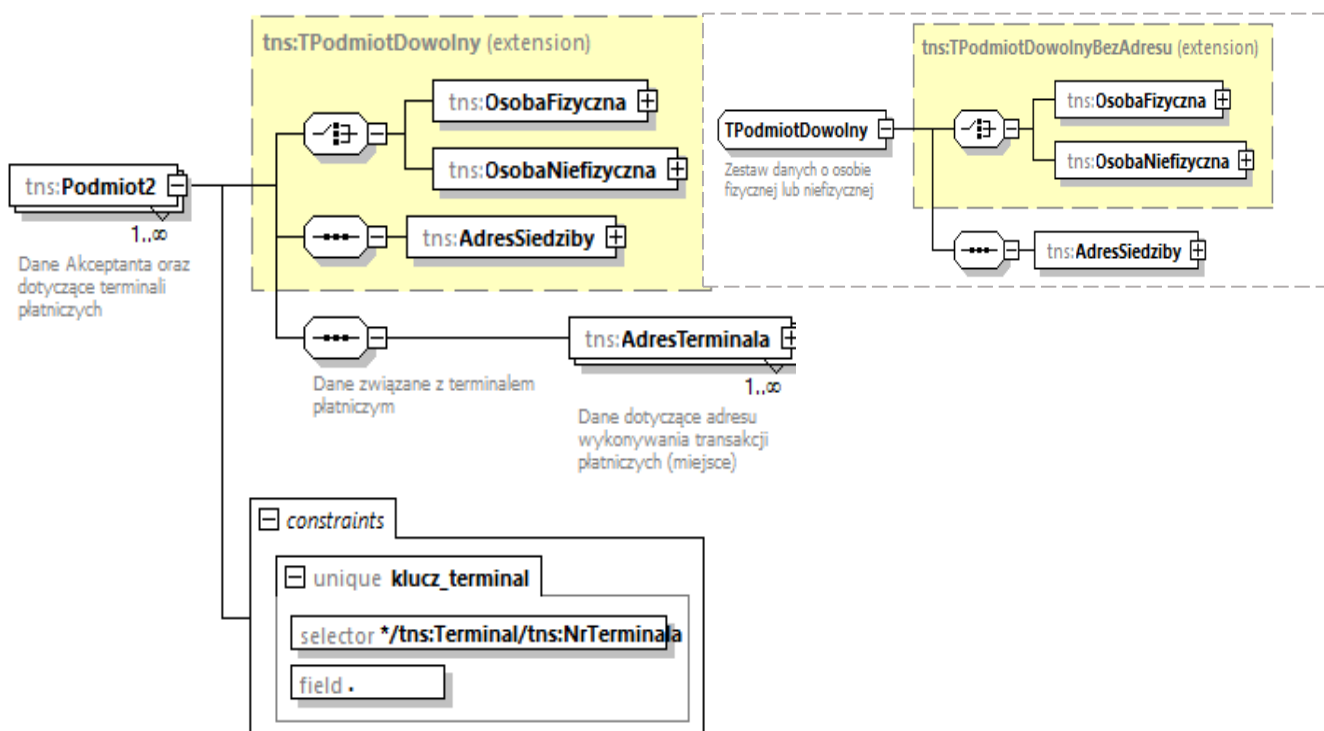 tns:TPodmiotDowolny (extension)
tns:OsobaFizyczna
tns:OsobaNiefizyczna
tns:Podmiot2
1..∞
Dane Akceptanta oraz
dotyczące terminali
płatniczych
tns:AdresSiedziby
tns:AdresTerminala
1..∞
Dane związane z terminalem
płatniczym
Dane dotyczące adresu
wykonywania transakcji
płatniczych (miejsce)
tns:TPodmiotDowolnyBezAdresu (extension)
tns:OsobaFizyczna
TPodmiotDowolny
Zestaw danych o osobie
fizycznej lub niefizycznej
tns:OsobaNiefizyczna
tns:AdresSiedziby
constraints
unique klucz_terminal
selector */tns:Terminal/tns:NrTerminala
field .